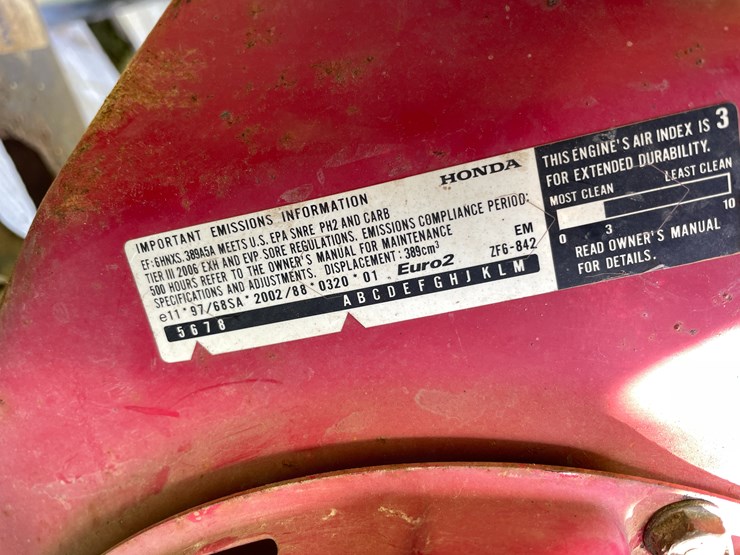 HONDA
IMPORTANT EMISSIONS INFORMATION
EF:6HNXS.389A5A MEETS U.S. EPA SNRE PH2 AND CARB
TIER III 2006 EXH AND EVP SORE REGULATIONS. EMISSIONS COMPLIANCE PERIOD:
500 HOURS REFER TO THE OWNER'S MANUAL FOR MAINTENANCE
SPECIFICATIONS AND ADJUSTMENTS. DISPLACEMENT: 389cm³
EM
e11*97/68SA*2002/88*0320*01 Euro2 ZF6-842
5 6 7 8 A B C D E F G H J K L M
THIS ENGINE'S AIR INDEX IS 3
FOR EXTENDED DURABILITY.
MOST CLEAN LEAST CLEAN
0 3 10
READ OWNER'S MANUAL
FOR DETAILS.